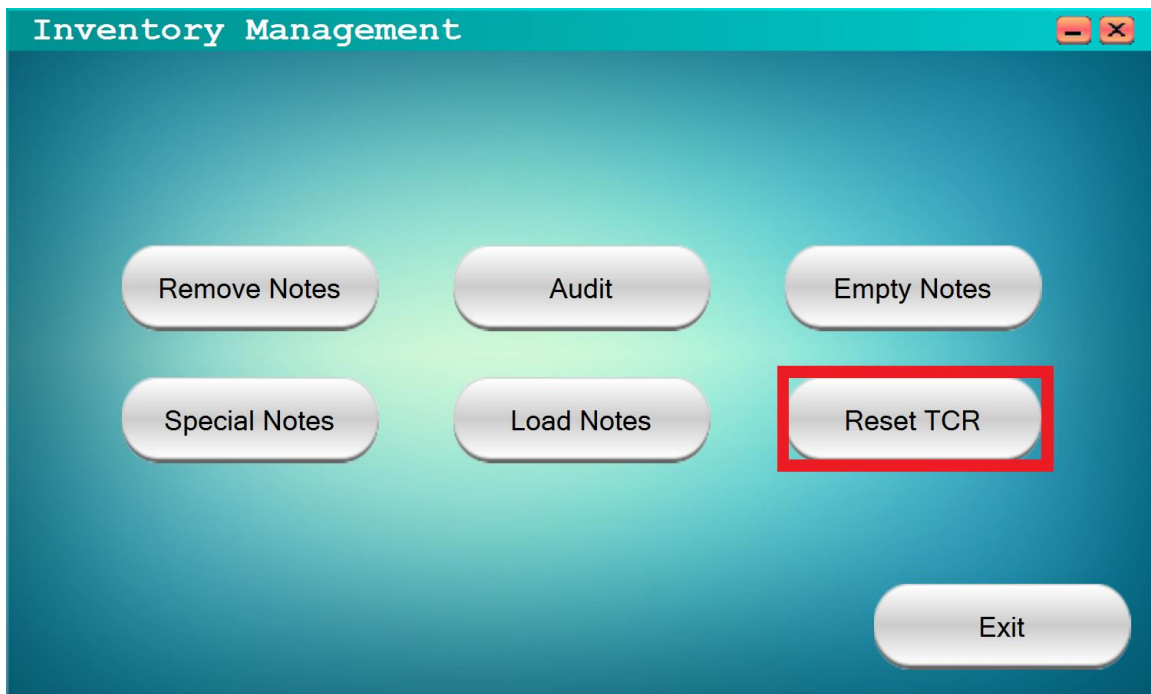 Inventory Management
Remove Notes
Audit
Empty Notes
Special Notes
Load Notes
Reset TCR
Exit